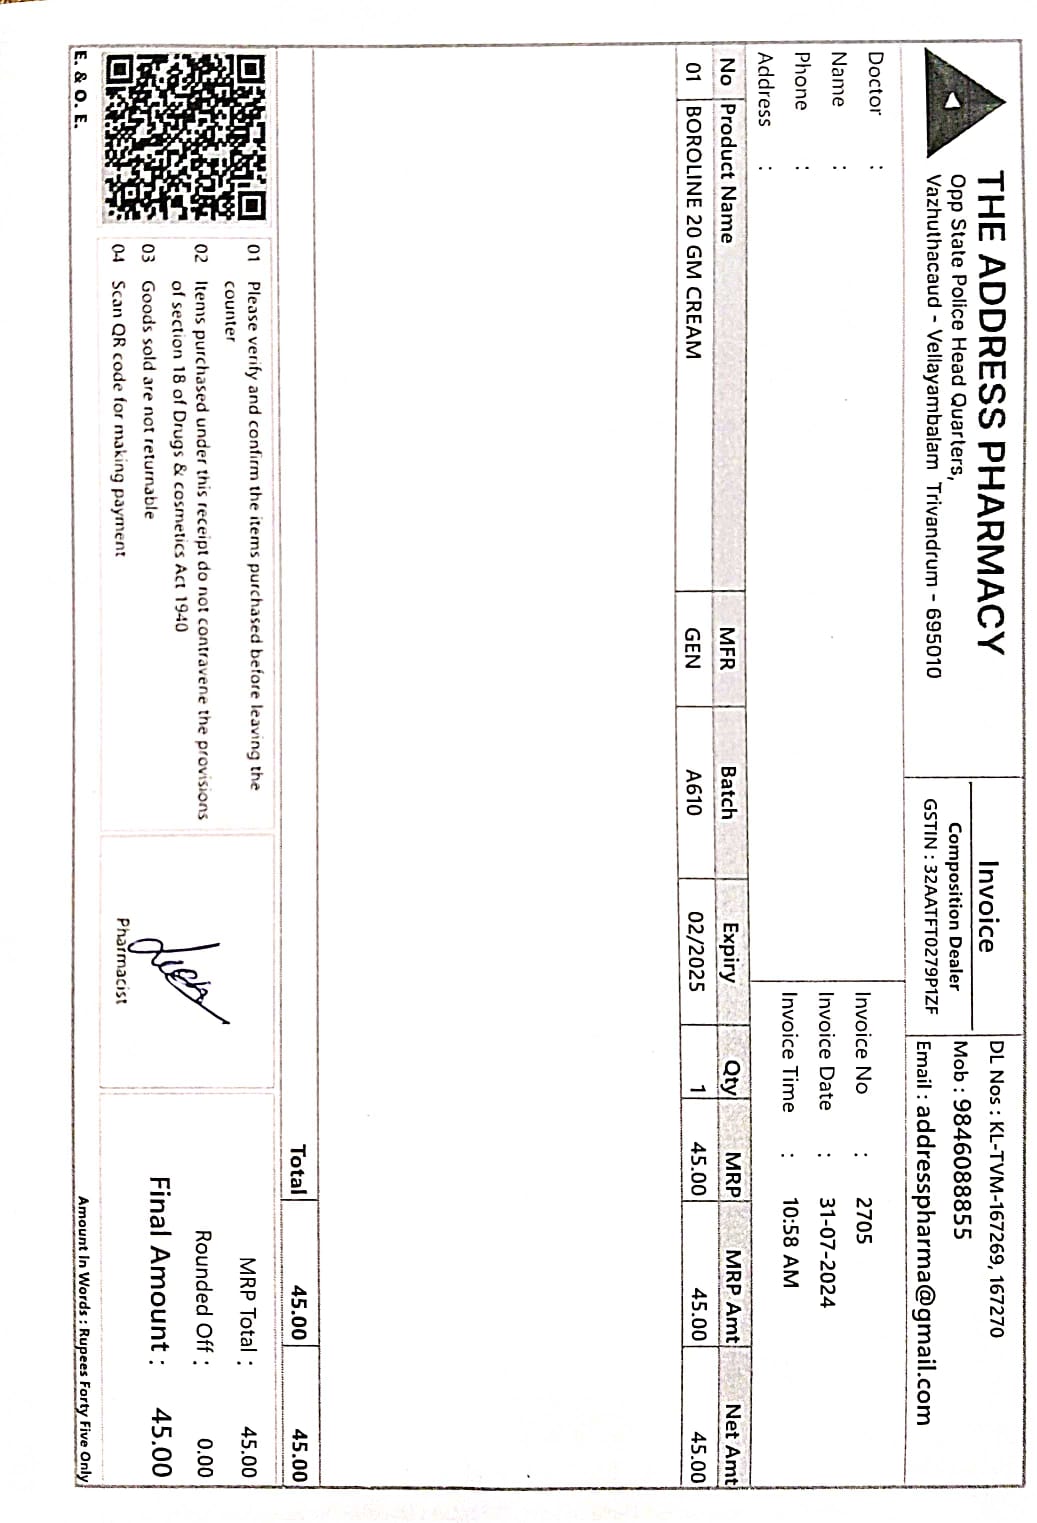 THE ADDRESS PHARMACY
Opp State Police Head Quarters,
Vazhuthacaud - Vellayambalam Trivandrum - 695010
Invoice
Composition Dealer
GSTIN : 32AATFT0279P1ZF
DL Nos : KL-TVM-167269, 167270
Mob : 9846088855
Email : addresspharma@gmail.com
Doctor :
Name :
Phone :
Address :
Invoice No : 2705
Invoice Date : 31-07-2024
Invoice Time : 10:58 AM
No Product Name MFR Batch Expiry Qty MRP MRP Amt Net Amt
01 BOROLINE 20 GM CREAM GEN A610 02/2025 1 45.00 45.00 45.00
Total 45.00 45.00
01 Please verify and confirm the items purchased before leaving the
counter
02 Items purchased under this receipt do not contravene the provisions
of section 18 of Drugs & cosmetics Act 1940
03 Goods sold are not returnable
04 Scan QR code for making payment
Pharmacist
MRP Total : 45.00
Rounded Off : 0.00
Final Amount : 45.00
E. & O. E.
Amount In Words : Rupees Forty Five Only